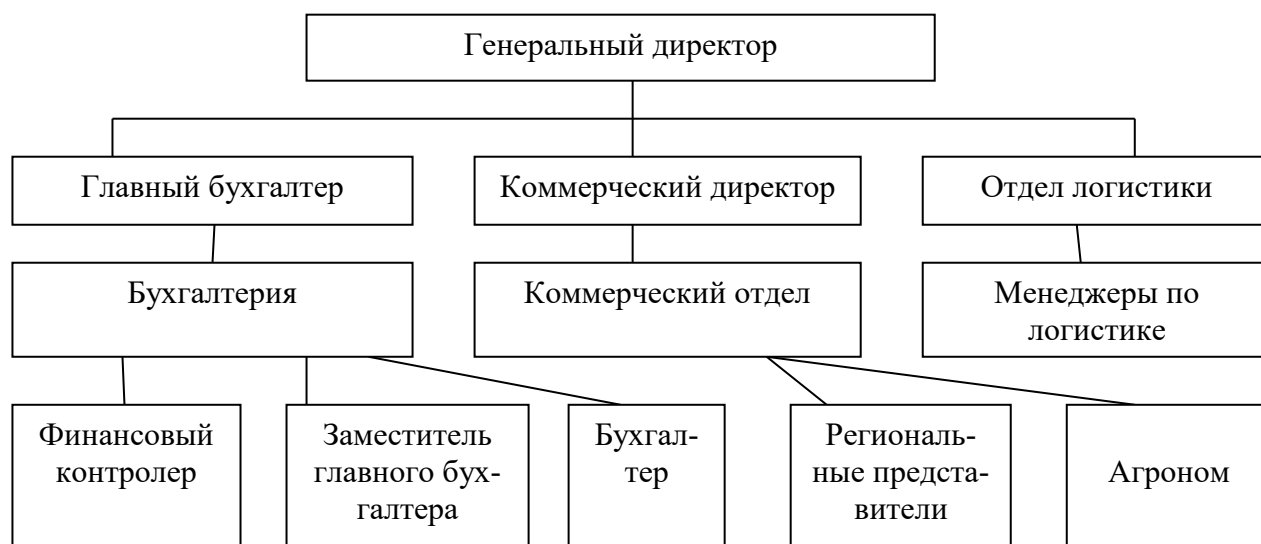 Генеральный директор
Главный бухгалтер
Коммерческий директор
Отдел логистики
Бухгалтерия
Коммерческий отдел
Менеджеры по
логистике
Финансовый
контролер
Заместитель
главного бух-
галтера
Бухгал-
тер
Региональ-
ные предста-
вители
Агроном